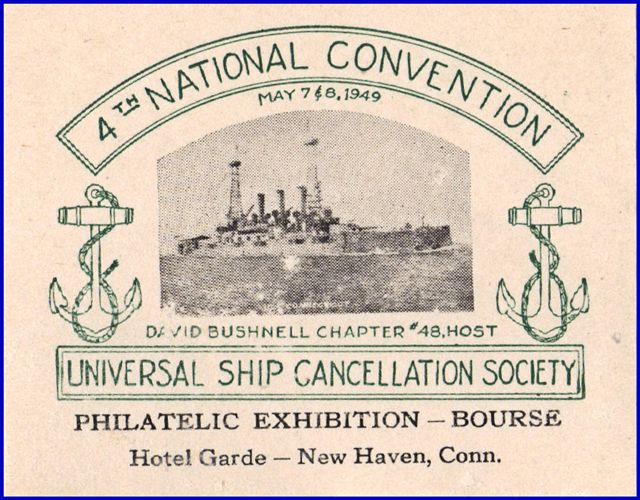 4TH NATIONAL CONVENTION
MAY 7 & 8, 1949
DAVID BUSHNELL CHAPTER #48, HOST
UNIVERSAL SHIP CANCELLATION SOCIETY
PHILATELIC EXHIBITION – BOURSE
Hotel Garde – New Haven, Conn.